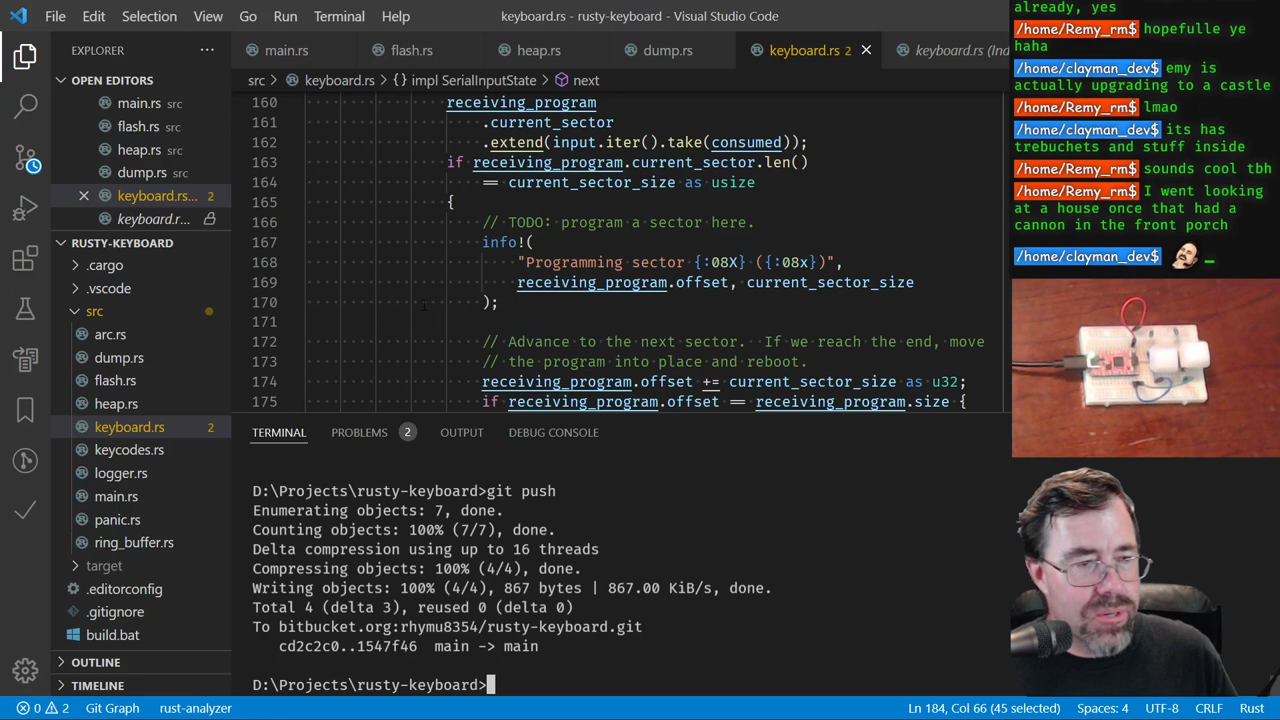 File Edit Selection View Go Run Terminal Help
keyboard.rs - rusty-keyboard - Visual Studio Code
EXPLORER ···
OPEN EDITORS
main.rs src
flash.rs src
heap.rs src
dump.rs src
keyboard.rs... 2
keyboard.r...
RUSTY-KEYBOARD
.cargo
.vscode
src
arc.rs
dump.rs
flash.rs
heap.rs
keyboard.rs 2
keycodes.rs
logger.rs
main.rs
panic.rs
ring_buffer.rs
target
.editorconfig
.gitignore
build.bat
OUTLINE
TIMELINE
main.rs flash.rs heap.rs dump.rs keyboard.rs 2 keyboard.rs (Ind
src > keyboard.rs > {} impl SerialInputState > next
160 receiving_program
161 .current_sector
162 .extend(input.iter().take(consumed));
163 if receiving_program.current_sector.len()
164 == current_sector_size as usize
165 {
166 // TODO: program a sector here.
167 info!(
168 "Programming sector {:08X} ({:08x})",
169 receiving_program.offset, current_sector_size
170 );
171
172 // Advance to the next sector. If we reach the end, move
173 // the program into place and reboot.
174 receiving_program.offset += current_sector_size as u32;
175 if receiving_program.offset == receiving_program.size {
TERMINAL PROBLEMS 2 OUTPUT DEBUG CONSOLE
D:\Projects\rusty-keyboard>git push
Enumerating objects: 7, done.
Counting objects: 100% (7/7), done.
Delta compression using up to 16 threads
Compressing objects: 100% (4/4), done.
Writing objects: 100% (4/4), 867 bytes | 867.00 KiB/s, done.
Total 4 (delta 3), reused 0 (delta 0)
To bitbucket.org:rhymu8354/rusty-keyboard.git
cd2c2c0..1547f46 main -> main
D:\Projects\rusty-keyboard>
0 2 Git Graph rust-analyzer
Ln 184, Col 66 (45 selected) Spaces: 4 UTF-8 CRLF Rust
already, yes
/home/Remy_rm$ hopefulle ye
haha
/home/clayman_dev$ emy is
actually upgrading to a castle
/home/Remy_rm$ lmao
/home/clayman_dev$ its has
trebuchets and stuff inside
/home/Remy_rm$ sounds cool tbh
/home/Remy_rm$ I went looking
at a house once that had a
cannon in the front porch
/home/clayman_dev$ _